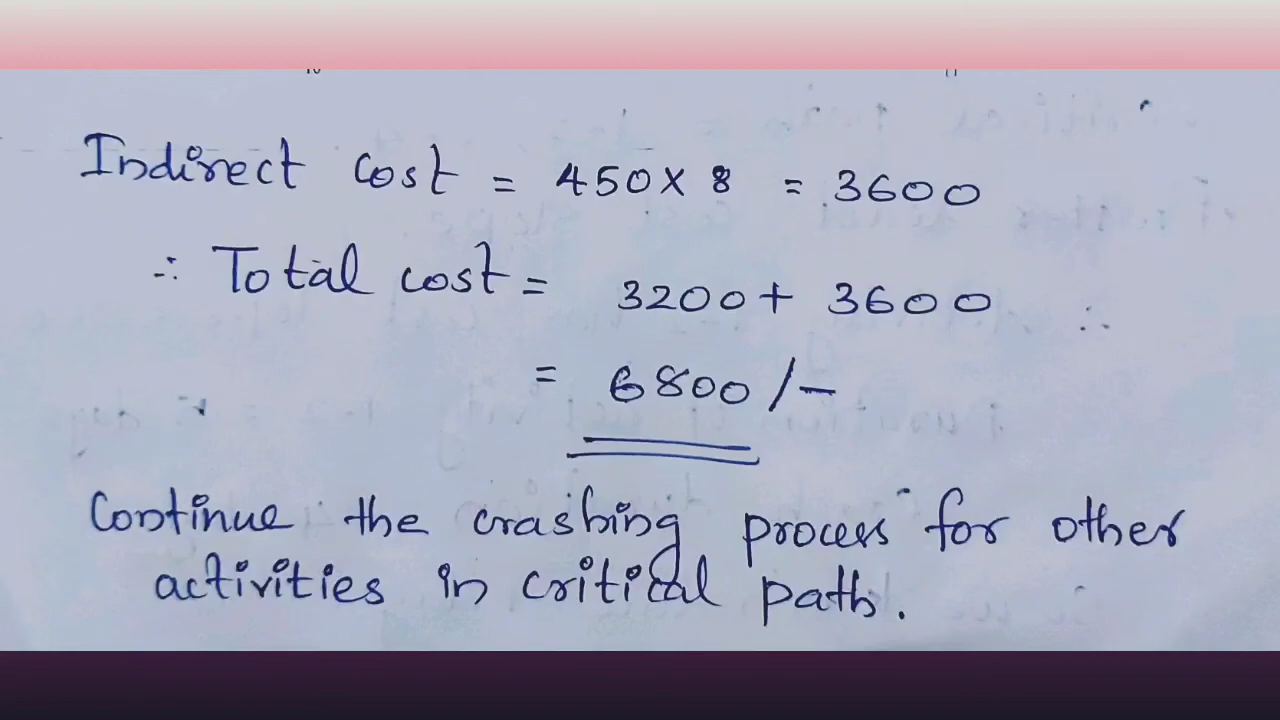 Indirect cost = 450 x 8 = 3600
∴ Total cost = 3200 + 3600
= 6800/-
Continue the crashing process for other
activities in critical path.